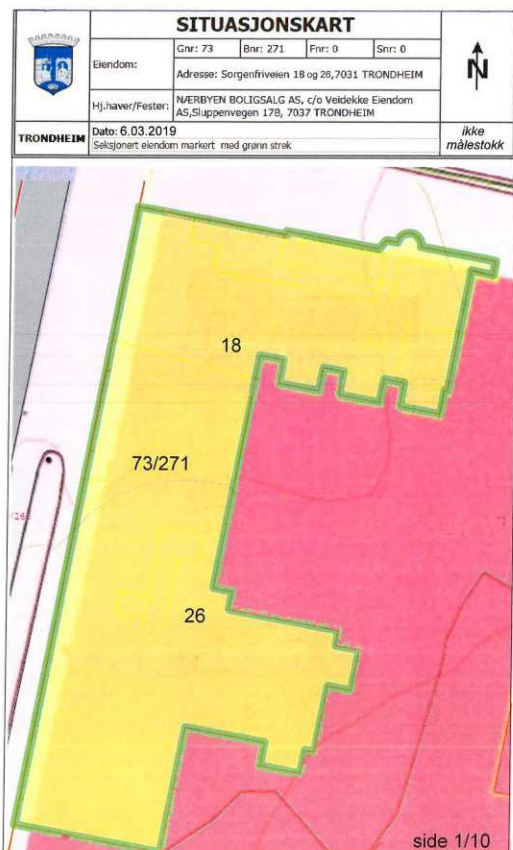 SITUASJONSKART
Eiendom:
Gnr: 73 Bnr: 271 Fnr: 0 Snr: 0
Adresse: Sorgenfriveien 18 og 26,7031 TRONDHEIM
Hj.haver/Fester:
NÆRBYEN BOLIGSALG AS, c/o Veidekke Eiendom
AS,Sluppenvegen 17B, 7037 TRONDHEIM
N
TRONDHEIM
Dato: 6.03.2019
Seksjonert eiendom markert med grønn strek
ikke
målestokk
18
73/271
26
side 1/10